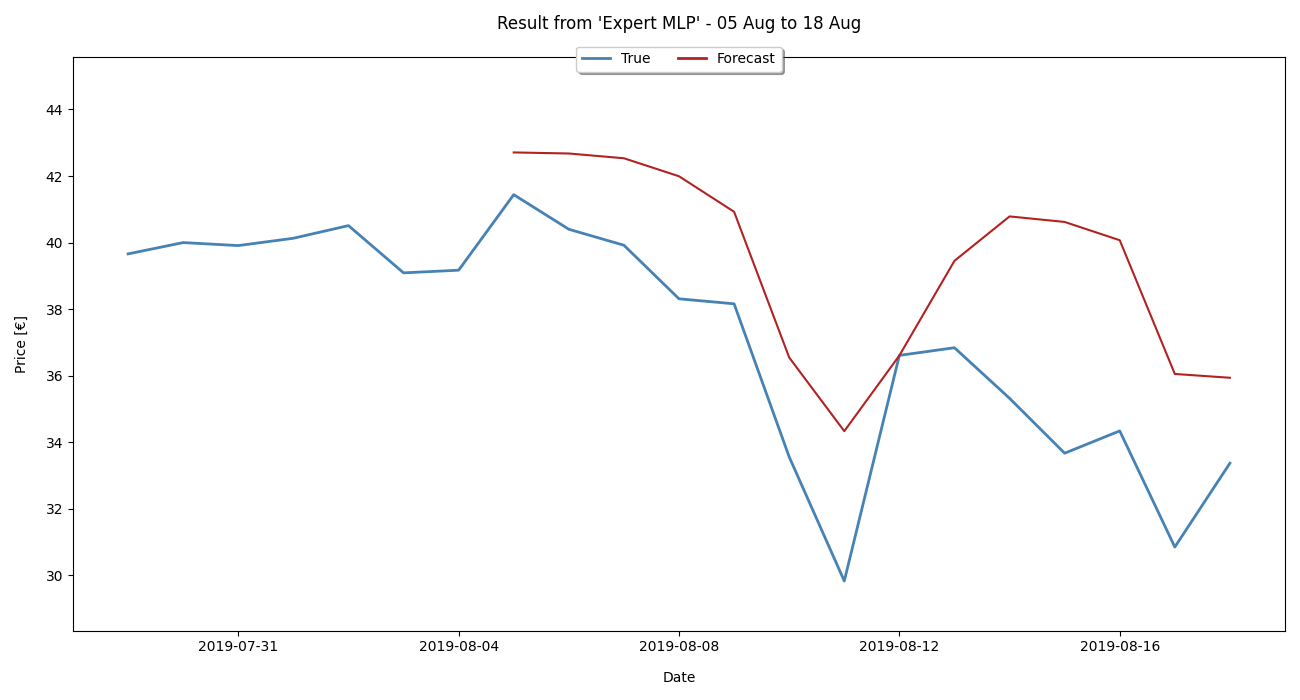 Result from 'Expert MLP' - 05 Aug to 18 Aug
True Forecast
44
42
40
38
36
34
32
30
Price [€]
2019-07-31 2019-08-04 2019-08-08 2019-08-12 2019-08-16
Date